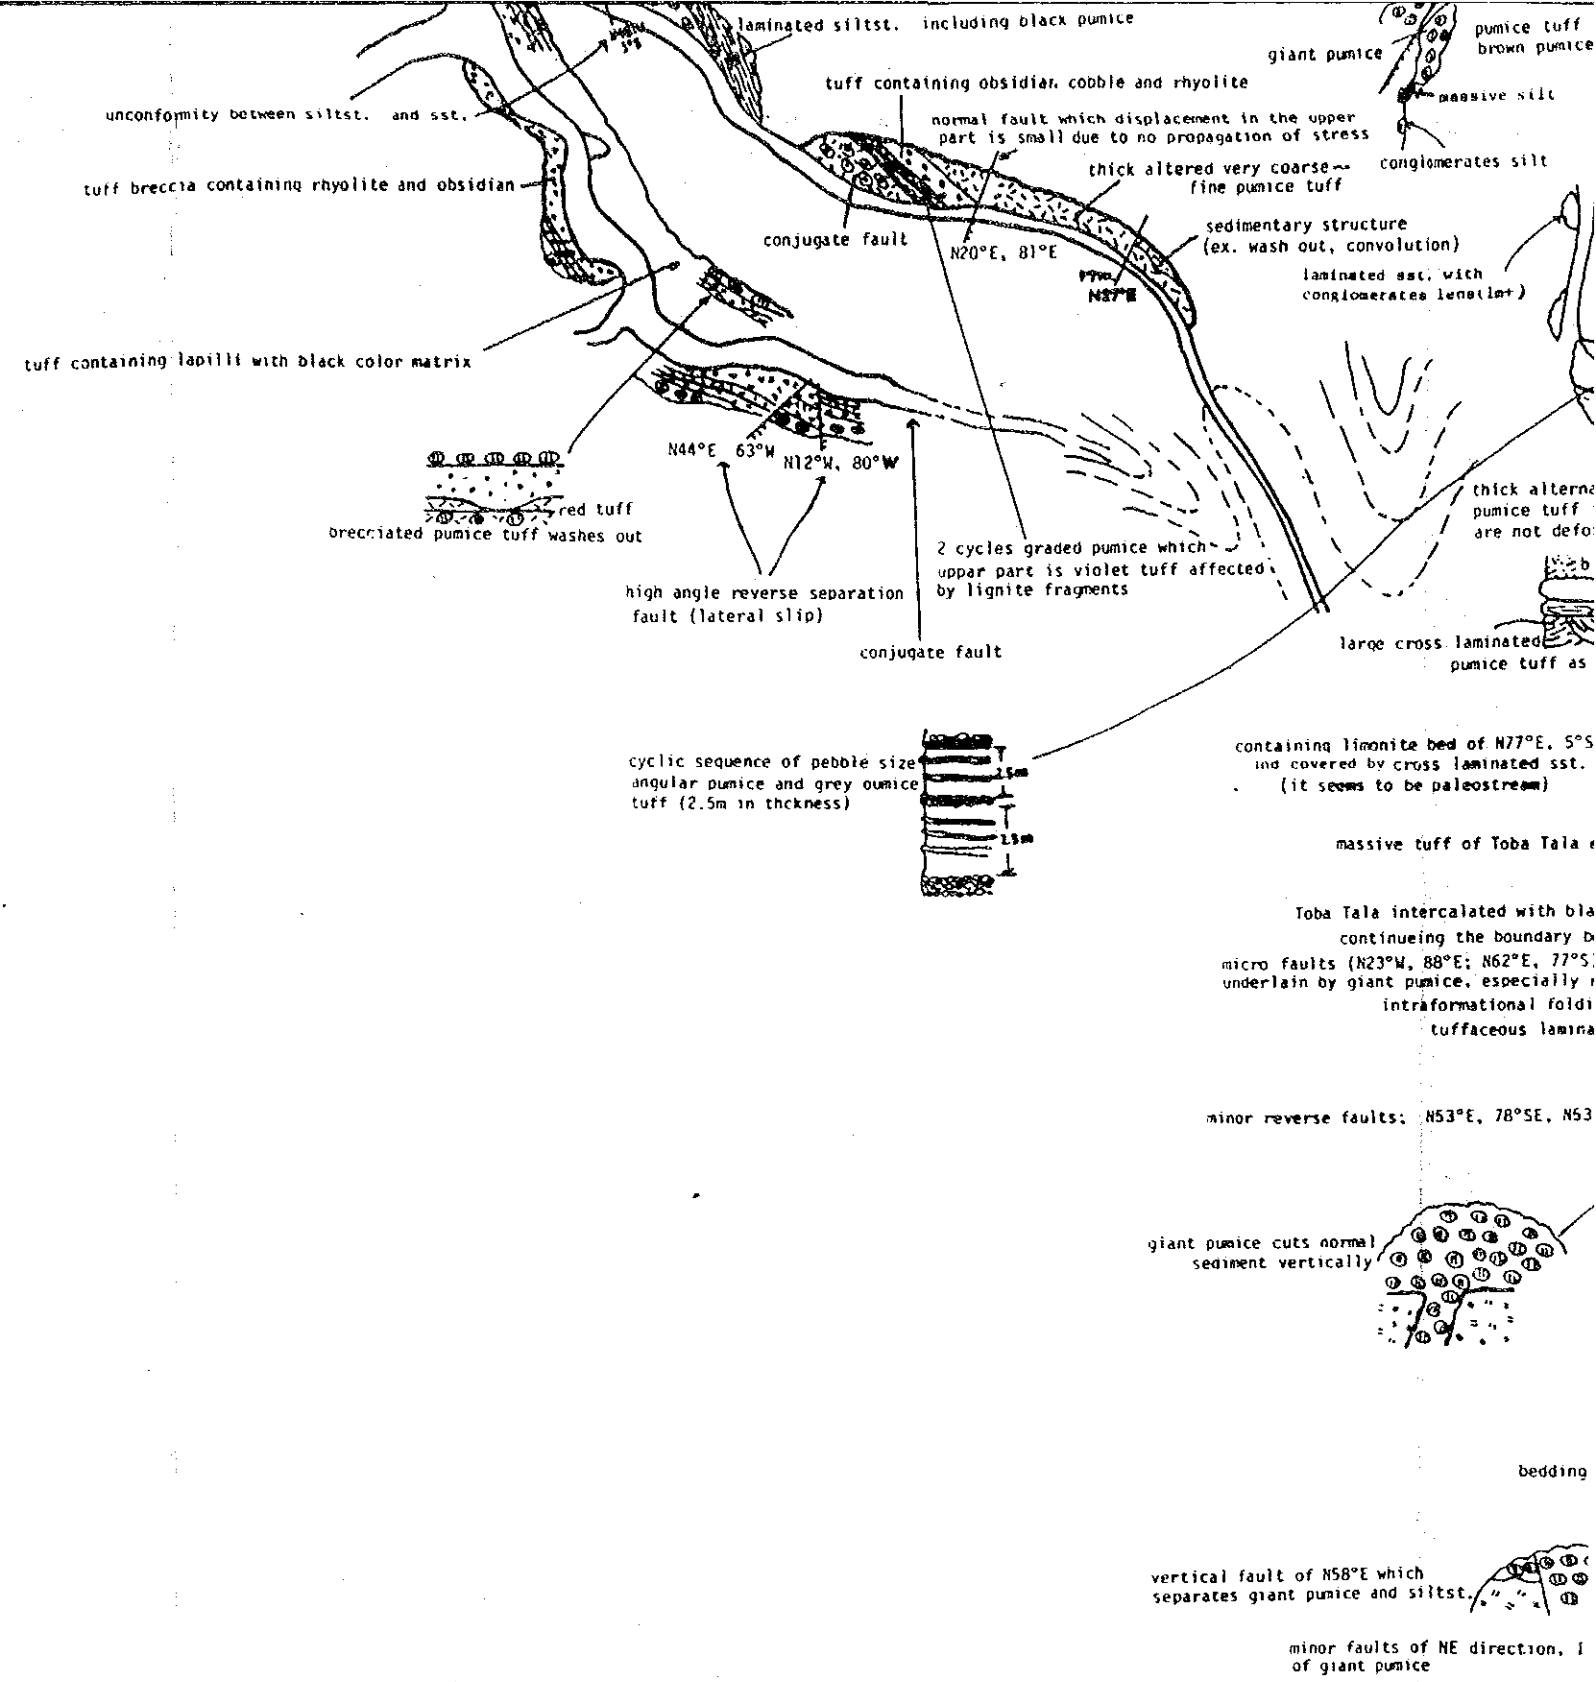 laminated siltst. including black pumice
giant pumice
pumice tuff
brown pumice
massive silt
conglomerates silt
tuff containing obsidian cobble and rhyolite
unconformity between siltst. and sst.
normal fault which displacement in the upper
part is small due to no propagation of stress
thick altered very coarse~
fine pumice tuff
tuff breccia containing rhyolite and obsidian
conjugate fault
N20°E, 81°E
sedimentary structure
(ex. wash out, convolution)
N27°E
laminated sst. with
conglomerates lens(1m+)
tuff containing lapilli with black color matrix
N44°E 63°W
N12°W, 80°W
red tuff
brecciated pumice tuff washes out
thick alterna
pumice tuff
are not defo
b
2 cycles graded pumice which
uppar part is violet tuff affected
by lignite fragments
high angle reverse separation
fault (lateral slip)
conjugate fault
large cross laminated
pumice tuff as
cyclic sequence of pebble size
angular pumice and grey oumice
tuff (2.5m in thckness)
2.5m
2.5m
containing limonite bed of N77°E, 5°S
and covered by cross laminated sst.
(it seems to be paleostream)
massive tuff of Toba Tala
Toba Tala intercalated with bla
continueing the boundary b
micro faults (N23°W, 88°E; N62°E, 77°S
underlain by giant pumice, especially
intraformational foldi
tuffaceous lamina
minor reverse faults; N53°E, 78°SE, N53
giant pumice cuts normal
sediment vertically
bedding
vertical fault of N58°E which
separates giant pumice and siltst.
minor faults of NE direction,
of giant pumice